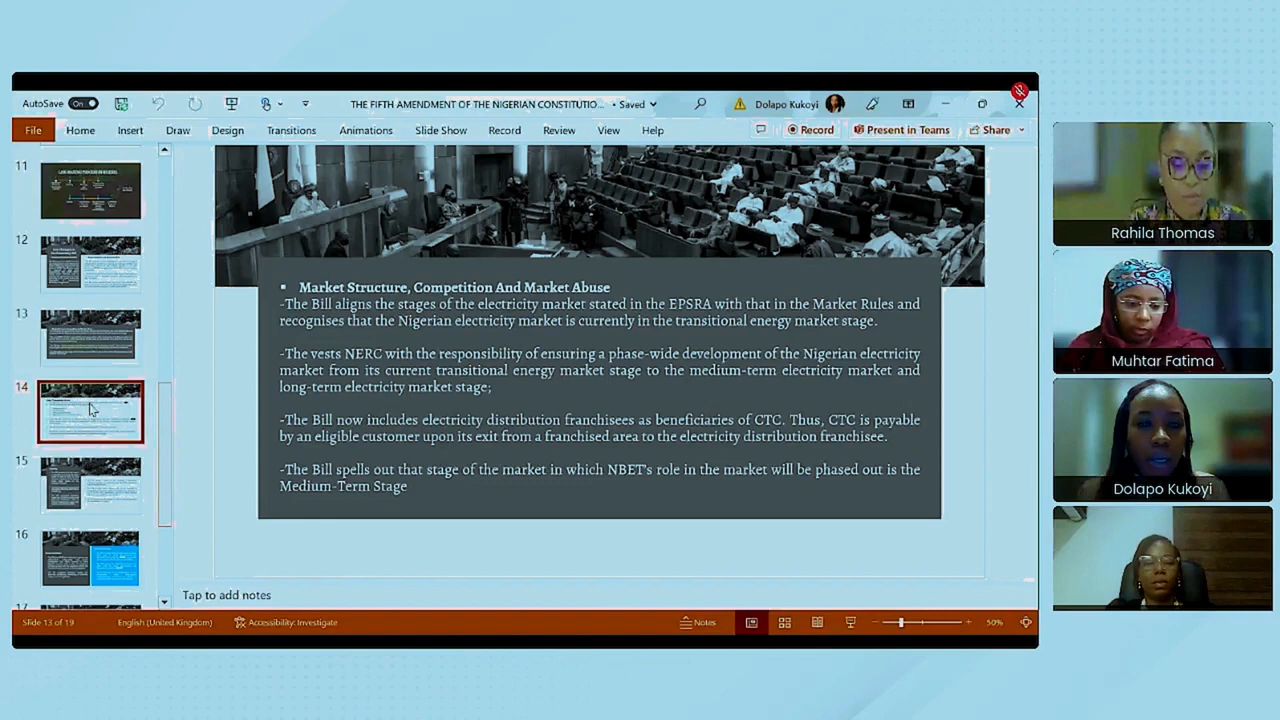 AutoSave On
THE FIFTH AMENDMENT OF THE NIGERIAN CONSTITUTIO... • Saved
Dolapo Kukoyi
File Home Insert Draw Design Transitions Animations Slide Show Record Review View Help
Record Present in Teams Share
11
12
13
14
15
16
17
▪ Market Structure, Competition And Market Abuse
-The Bill aligns the stages of the electricity market stated in the EPSRA with that in the Market Rules and
recognises that the Nigerian electricity market is currently in the transitional energy market stage.
-The vests NERC with the responsibility of ensuring a phase-wide development of the Nigerian electricity
market from its current transitional energy market stage to the medium-term electricity market and
long-term electricity market stage;
-The Bill now includes electricity distribution franchisees as beneficiaries of CTC. Thus, CTC is payable
by an eligible customer upon its exit from a franchised area to the electricity distribution franchisee.
-The Bill spells out that stage of the market in which NBET's role in the market will be phased out is the
Medium-Term Stage
Tap to add notes
Slide 13 of 19 English (United Kingdom) Accessibility: Investigate Notes 50%
Rahila Thomas
Muhtar Fatima
Dolapo Kukoyi